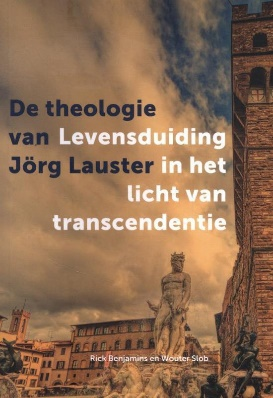 De theologie
van Levensduiding
Jörg Lauster in het
licht van
transcendentie
Rick Benjamins en Wouter Slob